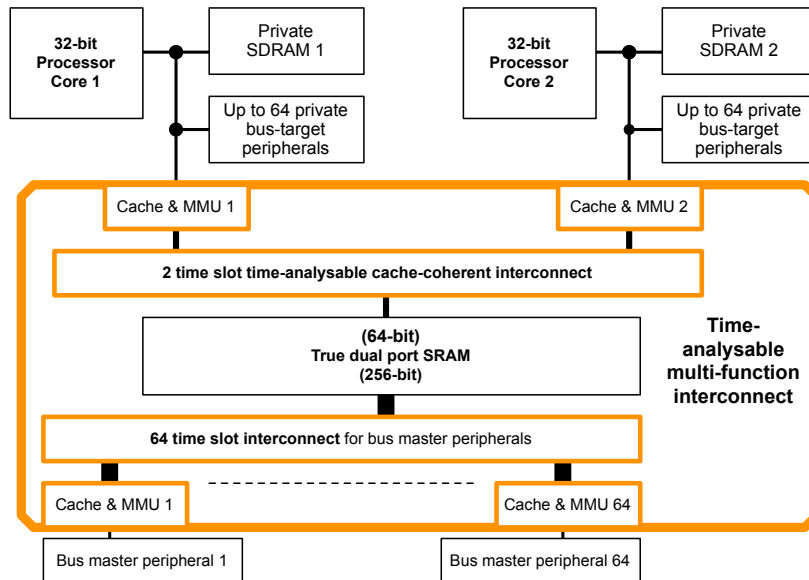 32-bit
Processor
Core 1
Private
SDRAM 1
32-bit
Processor
Core 2
Private
SDRAM 2
Up to 64 private
bus-target
peripherals
Up to 64 private
bus-target
peripherals
Cache & MMU 1
Cache & MMU 2
2 time slot time-analysable cache-coherent interconnect
(64-bit)
True dual port SRAM
(256-bit)
Time-
analysable
multi-function
interconnect
64 time slot interconnect for bus master peripherals
Cache & MMU 1
Cache & MMU 64
Bus master peripheral 1
Bus master peripheral 64